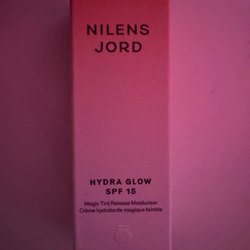 NILENS
JORD
HYDRA GLOW
SPF 15
Magic Tint Release Moisturiser
Crème hydratante magique teintée